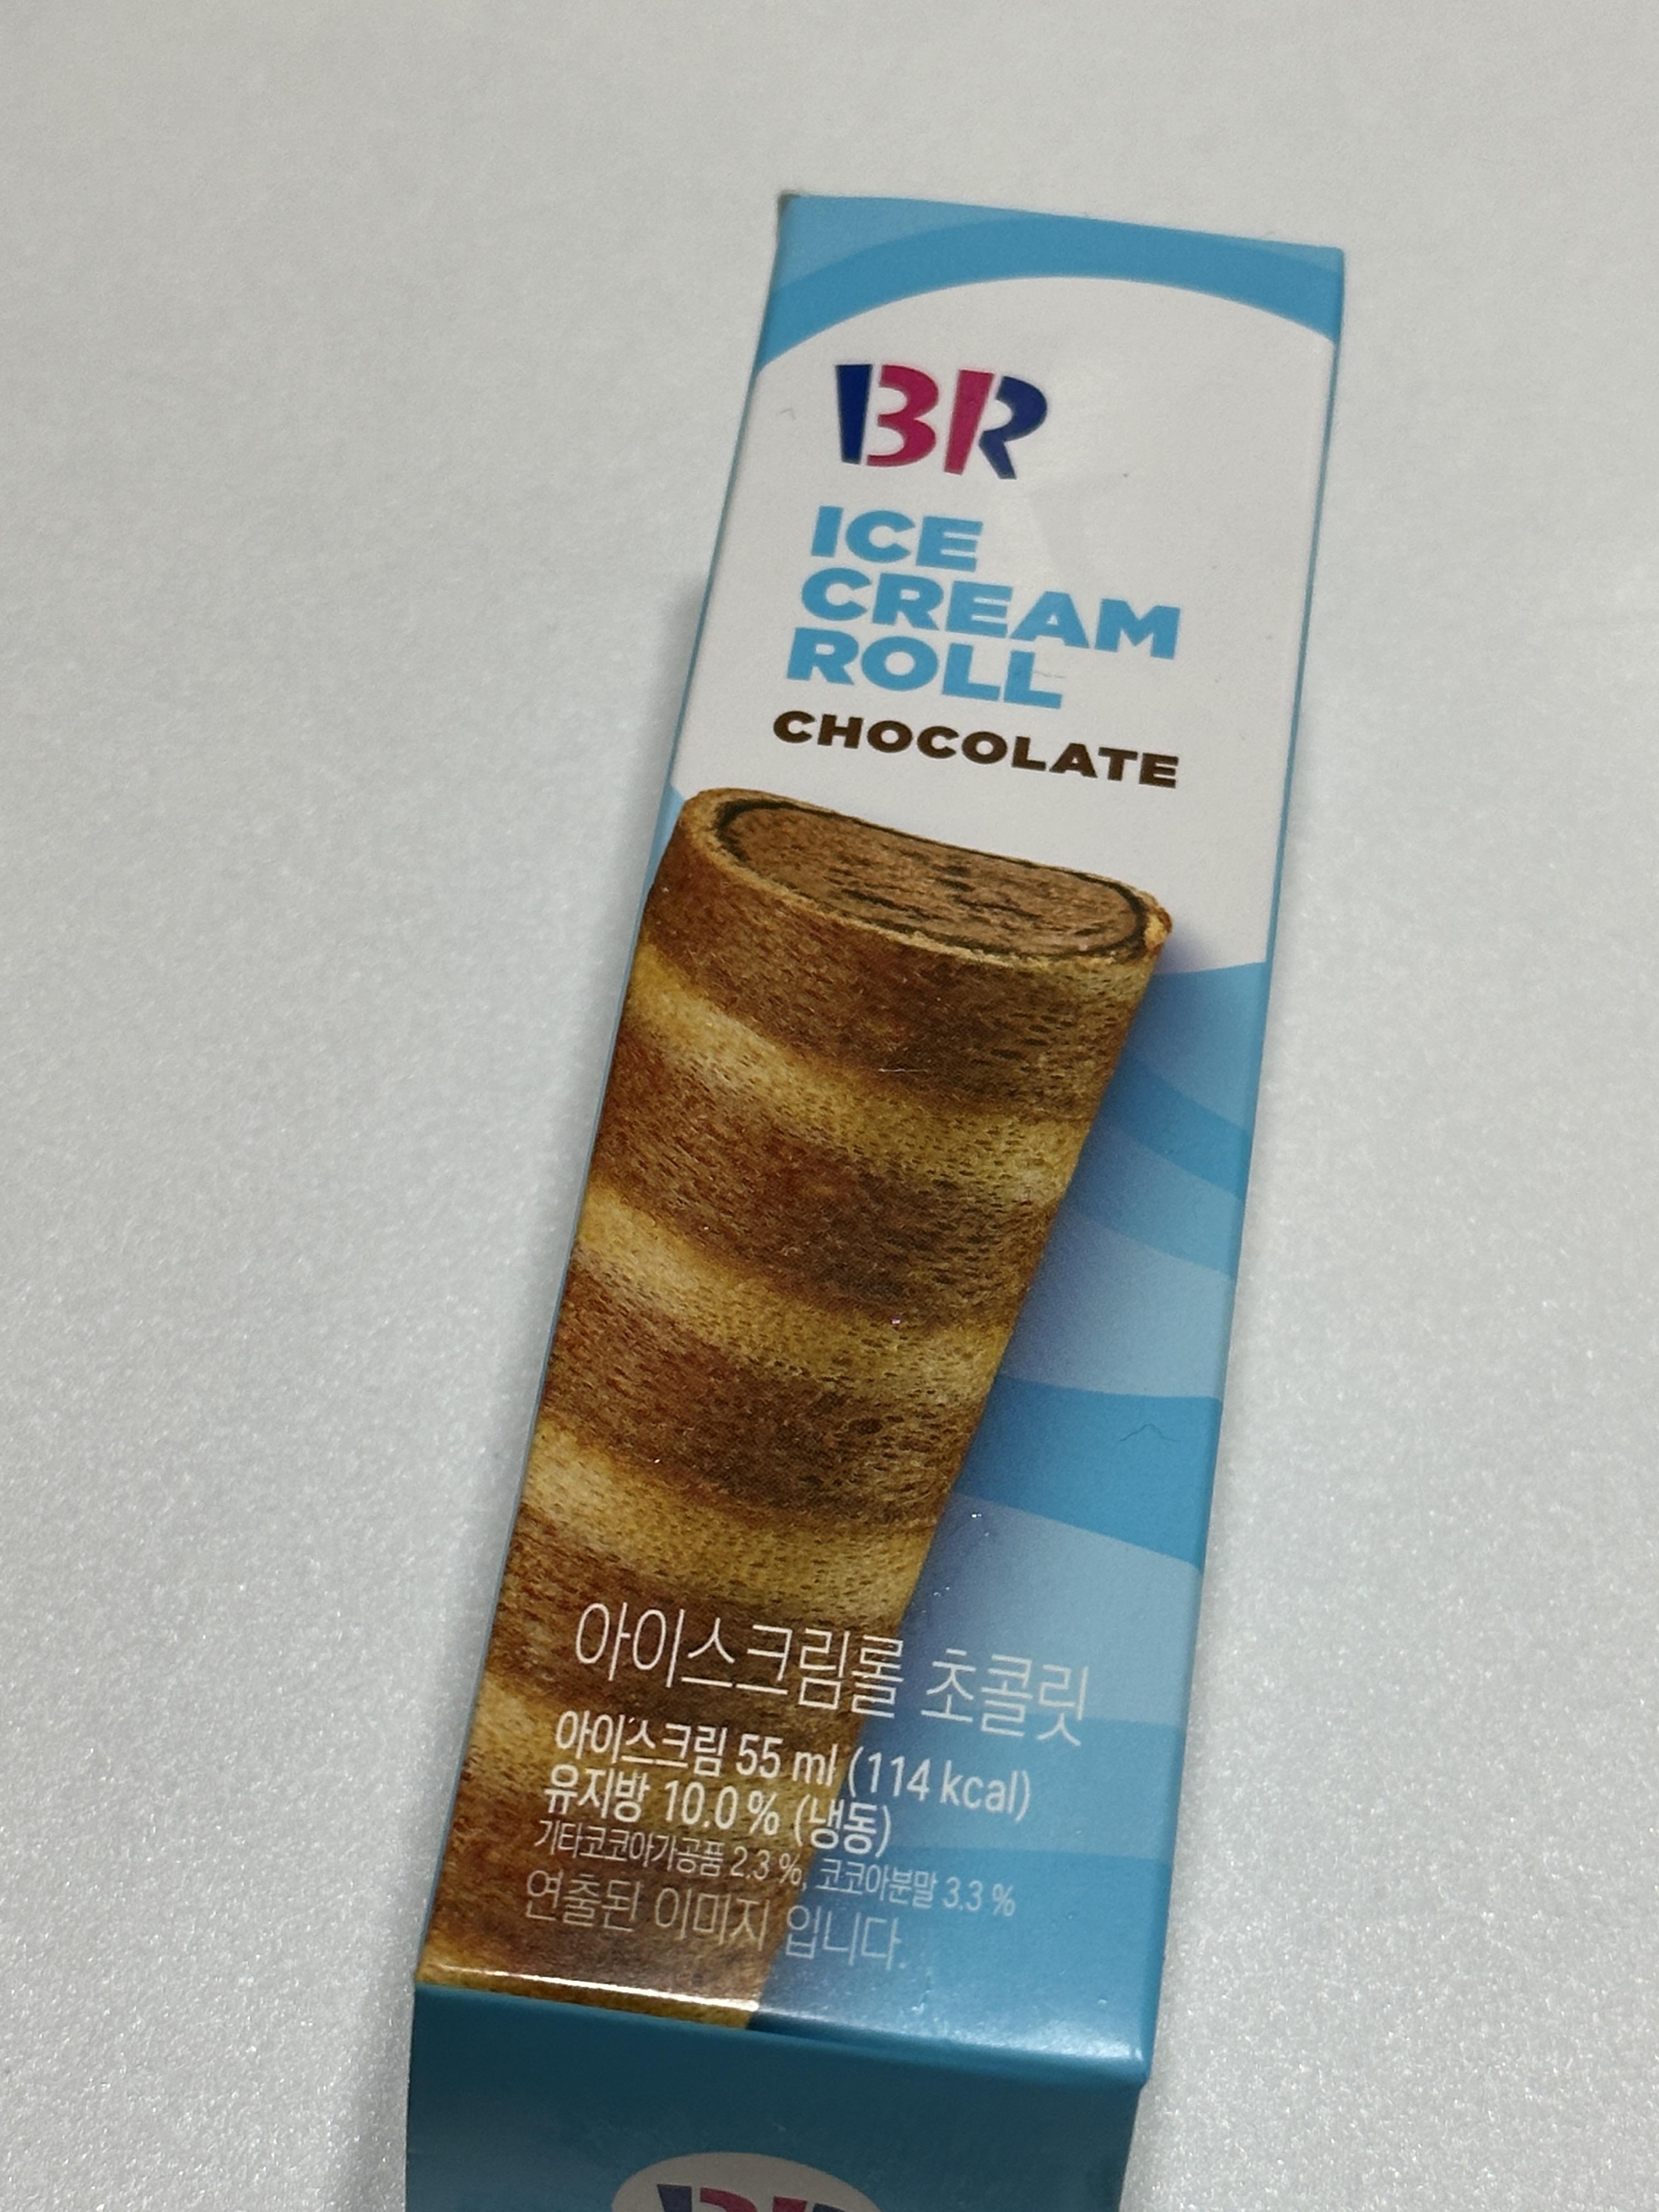 BR
ICE
CREAM
ROLL
CHOCOLATE
아이스크림롤 초콜릿
아이스크림 55 ml (114 kcal)
유지방 10.0 % (냉동)
기타코코아가공품 2.3 %, 코코아분말 3.3 %
연출된 이미지 입니다.
BR